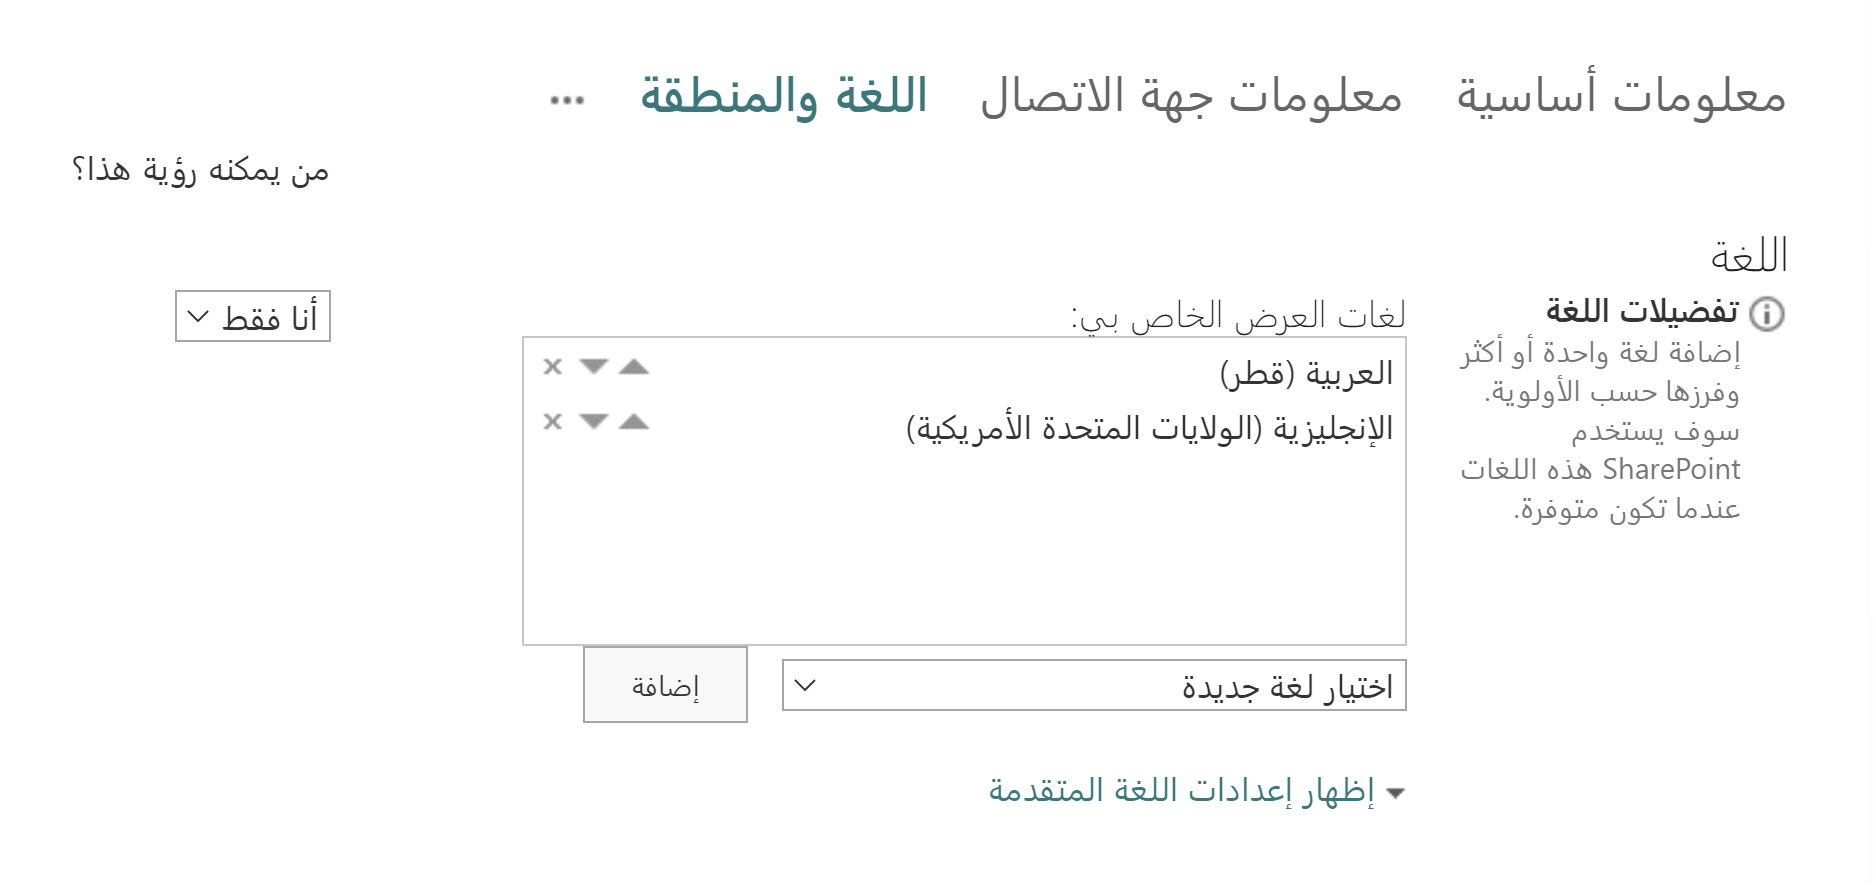 معلومات أساسية
معلومات جهة الاتصال
اللغة والمنطقة
...
من يمكنه رؤية هذا؟
اللغة
تفضيلات اللغة
إضافة لغة واحدة أو أكثر
وفرزها حسب الأولوية.
سوف يستخدم
SharePoint هذه اللغات
عندما تكون متوفرة.
لغات العرض الخاص بي:
العربية (قطر)
الإنجليزية (الولايات المتحدة الأمريكية)
اختيار لغة جديدة
إضافة
إظهار إعدادات اللغة المتقدمة
أنا فقط